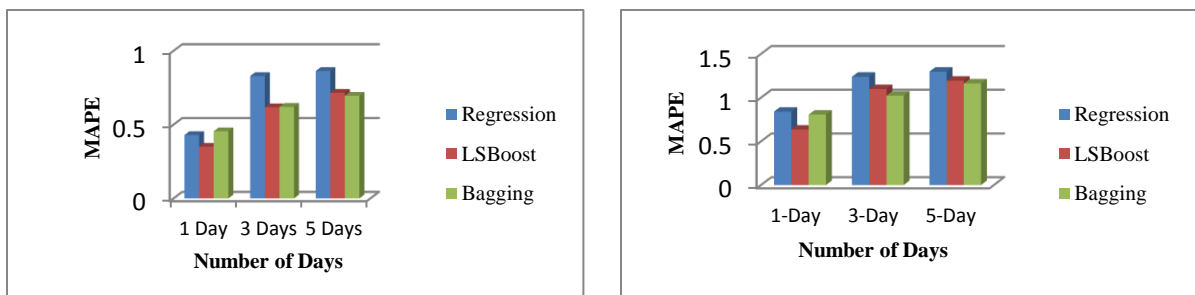 1
0.5
0
MAPE
1 Day 3 Days 5 Days
Number of Days
Regression
LSBoost
Bagging
1.5
1
0.5
0
MAPE
1-Day 3-Day 5-Day
Number of Days
Regression
LSBoost
Bagging